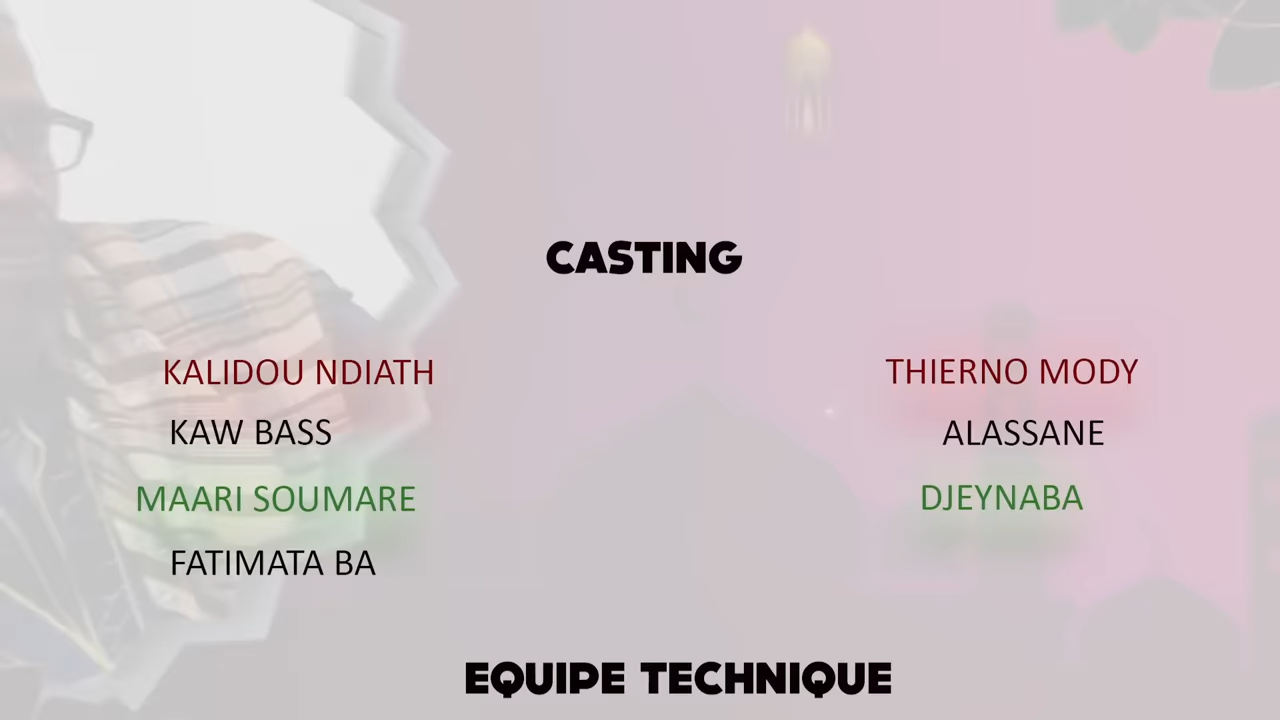 CASTING
KALIDOU NDIATH THIERNO MODY
KAW BASS ALASSANE
MAARI SOUMARE DJEYNABA
FATIMATA BA
EQUIPE TECHNIQUE